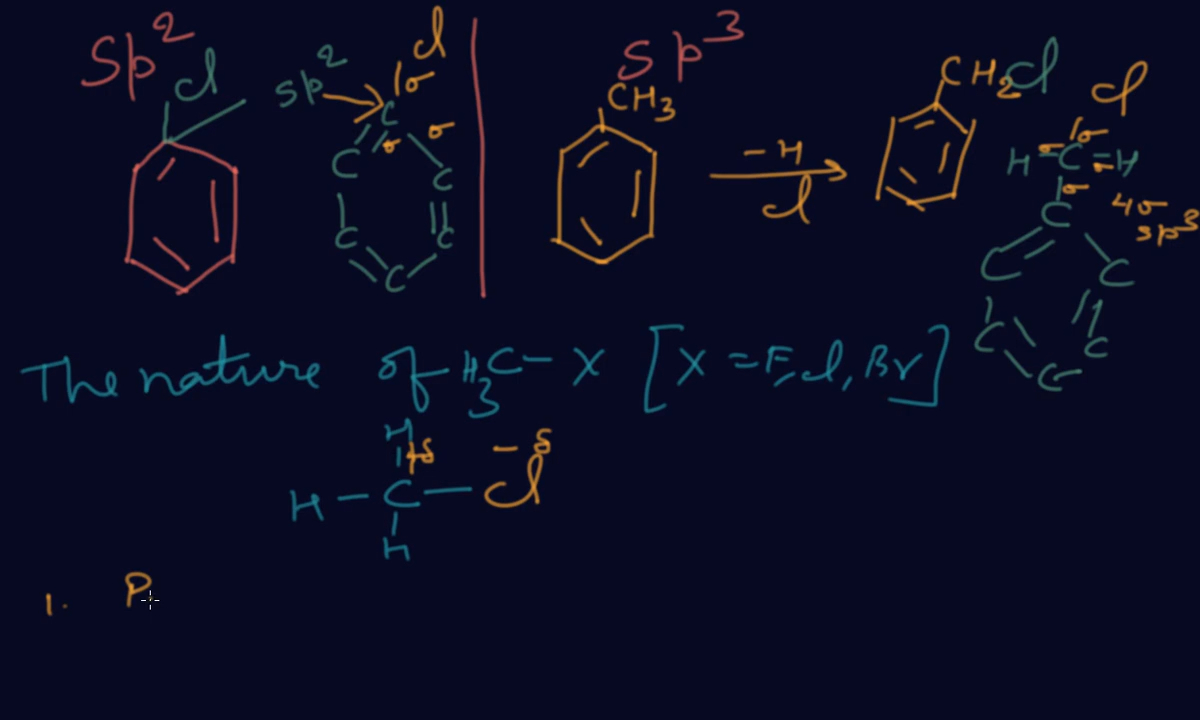 Sp²
Cl
sp²
Cl
1σ
C
σ
σ
C
C
C
C
C
Sp³
CH₃
-H
Cl
CH₂Cl
Cl
σ
H-C-H
σ
σ
σ
4σ
sp³
C
C
C
C
C
C
The nature of H₃C-X [X = F, Cl, Br]
H
+δ
-δ
H-C-Cl
H
1. P